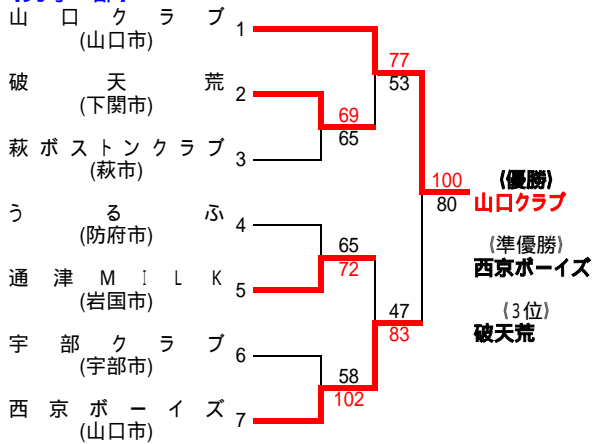 山口クラブ 1
(山口市)
77
53
破天荒 2
(下関市)
69
65
萩ボストンクラブ 3
(萩市)
100 (優勝)
80 山口クラブ
うるふ 4
(防府市)
65
72
(準優勝)
西京ボーイズ
通津MILK 5
(岩国市)
47
83
(3位)
破天荒
宇部クラブ 6
(宇部市)
58
102
西京ボーイズ 7
(山口市)